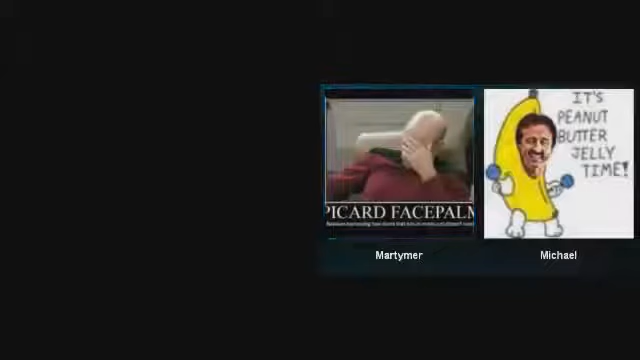 PICARD FACEPALM
IT'S
PEANUT
BUTTER
JELLY
TIME!
Martymer
Michael